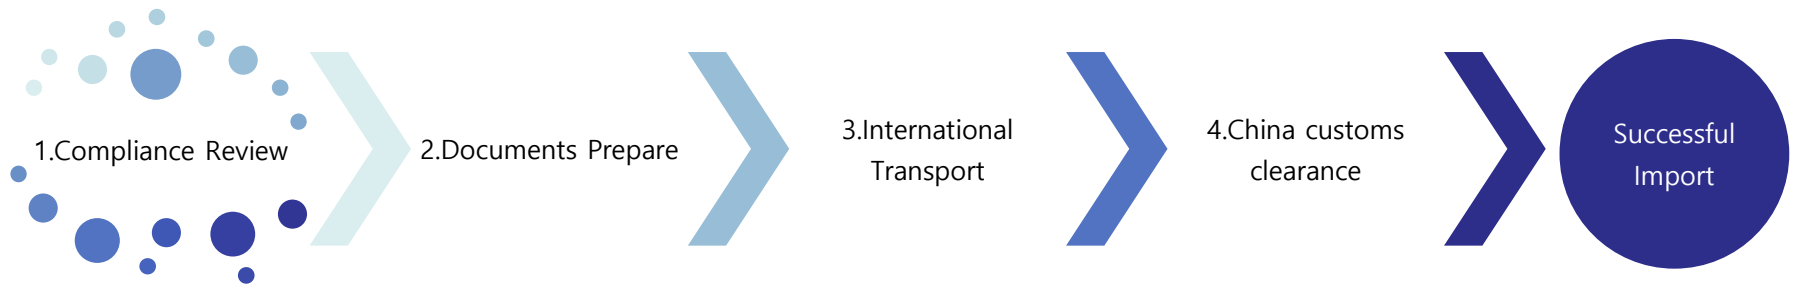 1.Compliance Review
2.Documents Prepare
3.International
Transport
4.China customs
clearance
Successful
Import